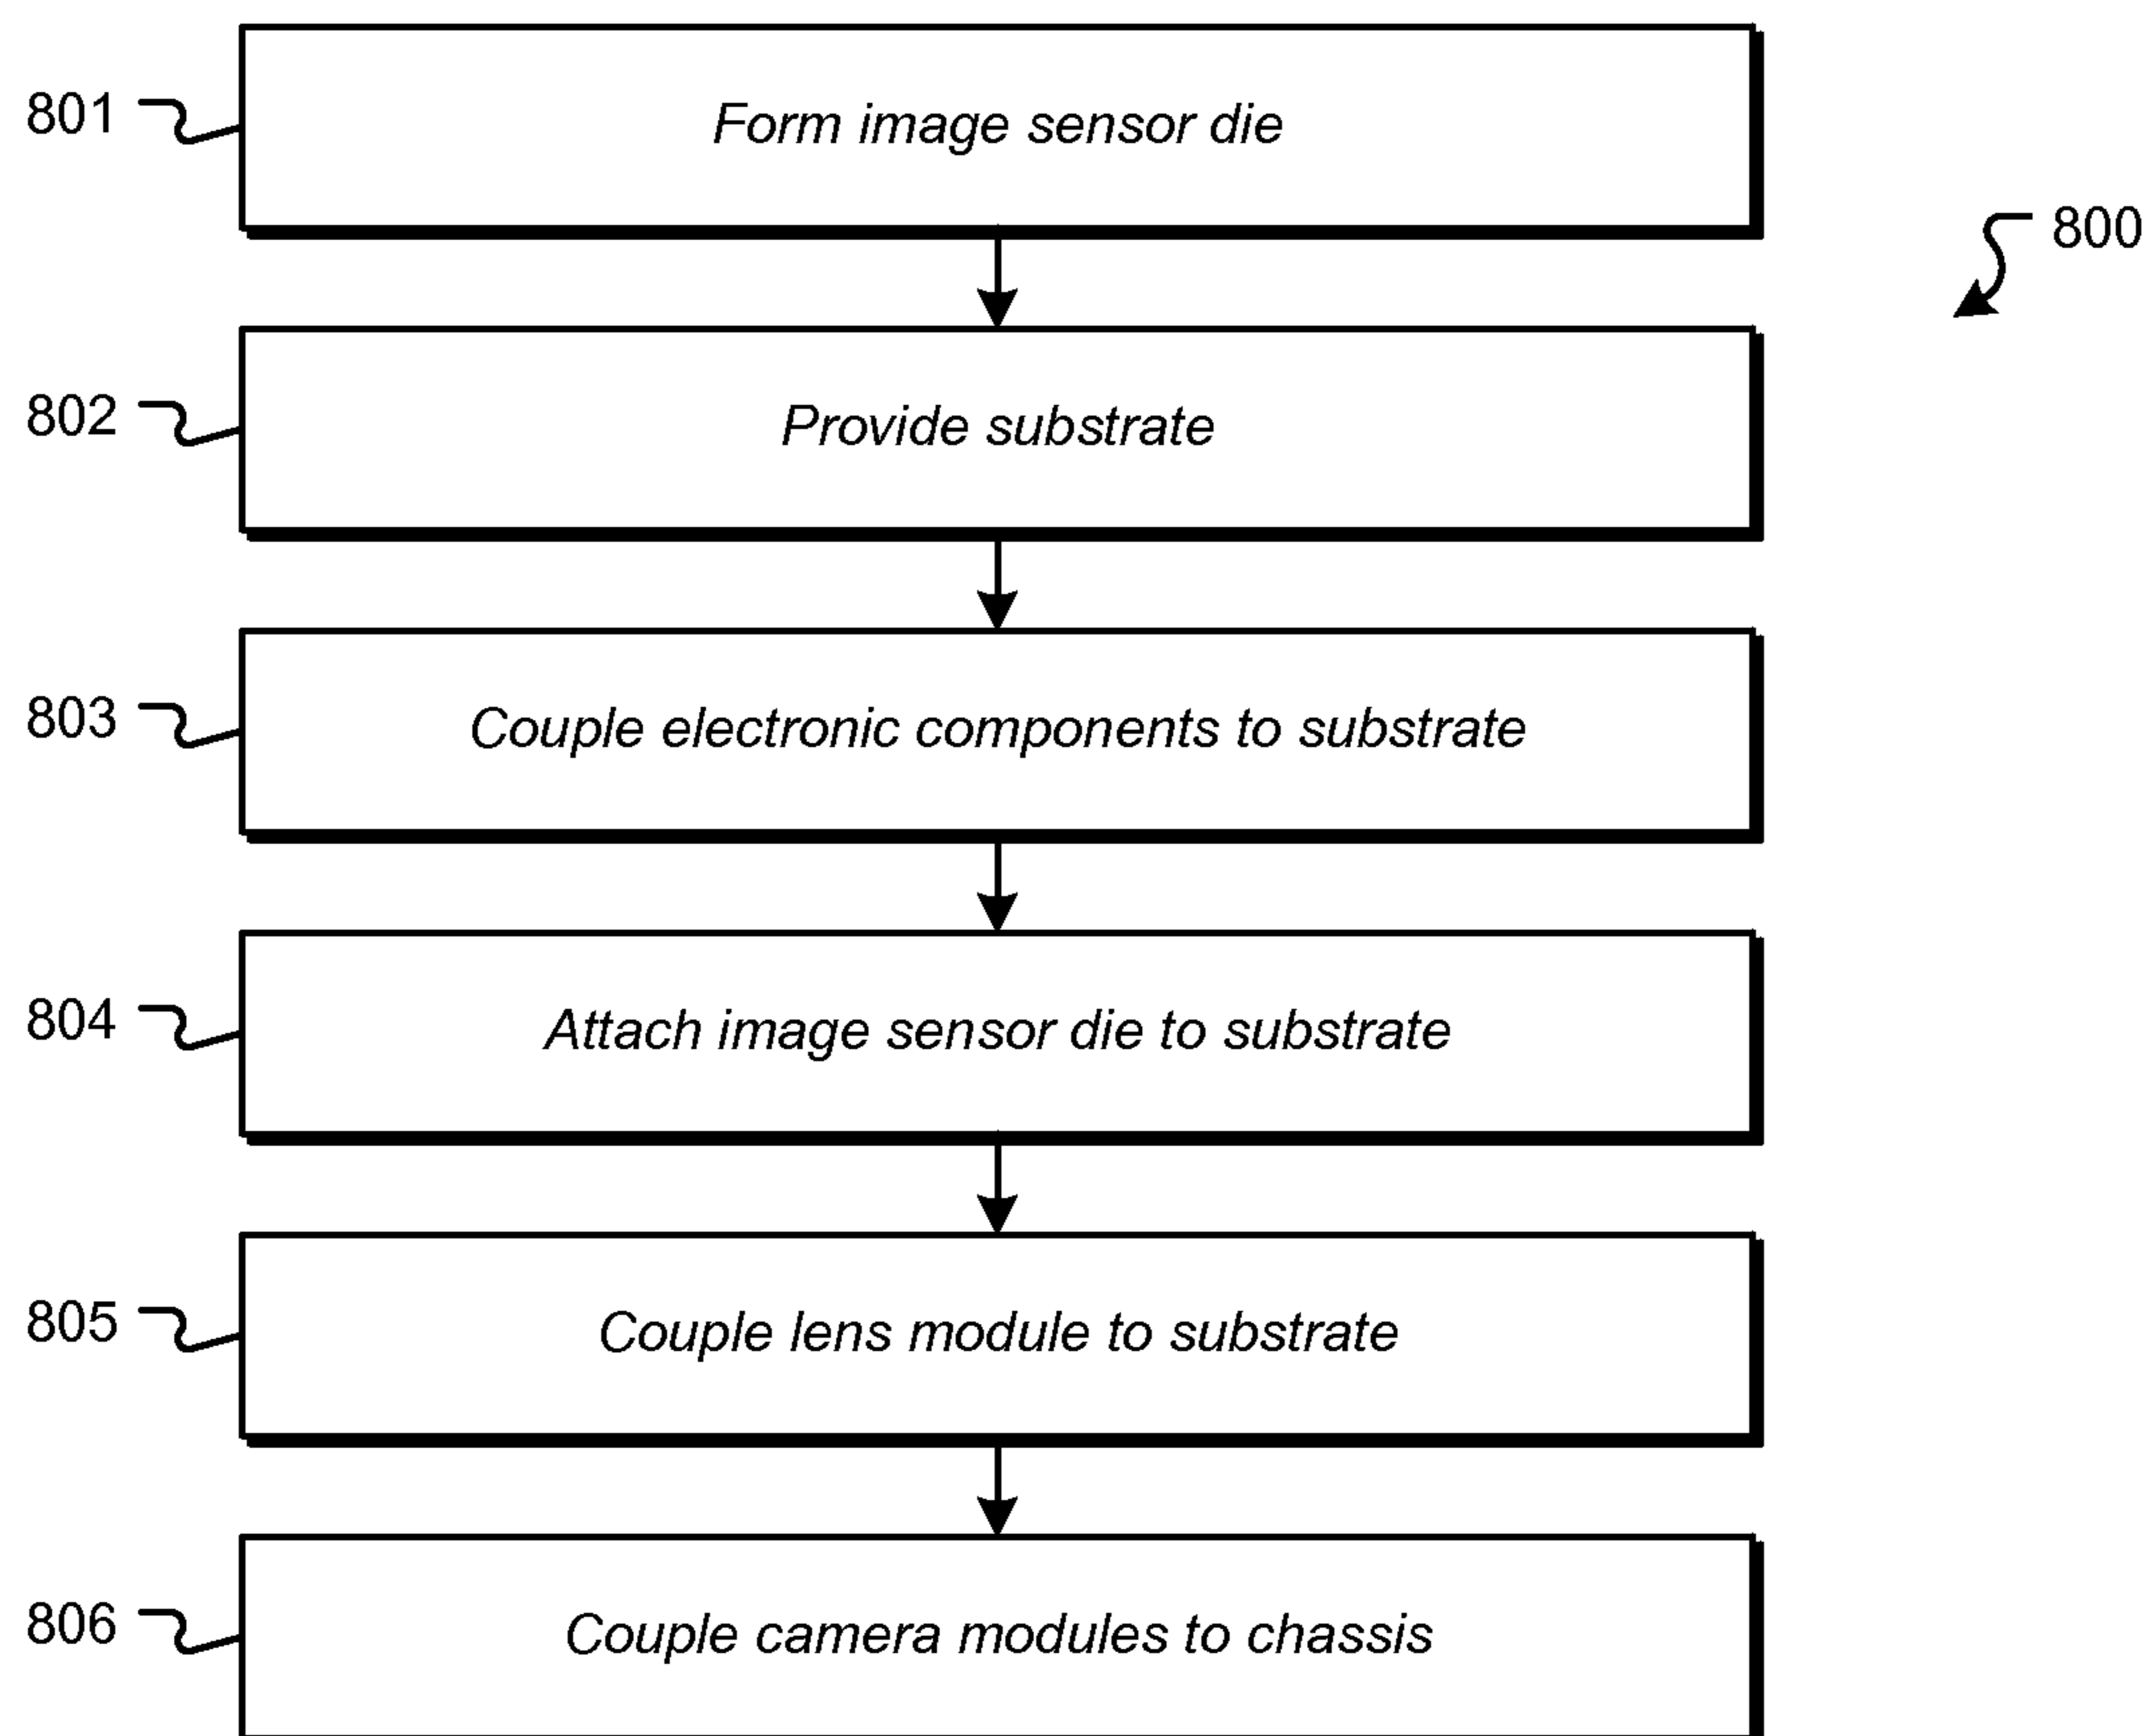 801
Form image sensor die
800
802
Provide substrate
803
Couple electronic components to substrate
804
Attach image sensor die to substrate
805
Couple lens module to substrate
806
Couple camera modules to chassis